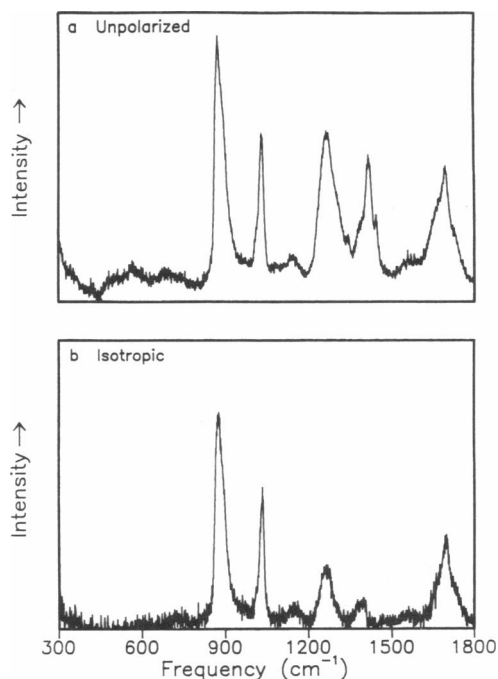 a Unpolarized
Intensity →
b Isotropic
Intensity →
300 600 900 1200 1500 1800
Frequency (cm⁻¹)